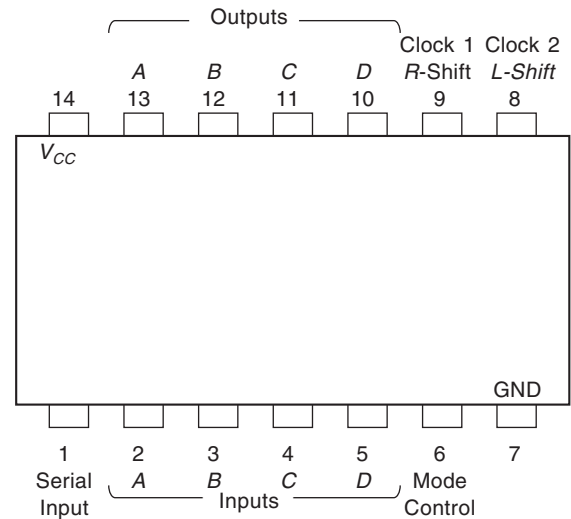 Outputs
Clock 1 Clock 2
A B C D R-Shift L-Shift
14 13 12 11 10 9 8
VCC
GND
1 2 3 4 5 6 7
Serial A B C D Mode
Input Inputs Control